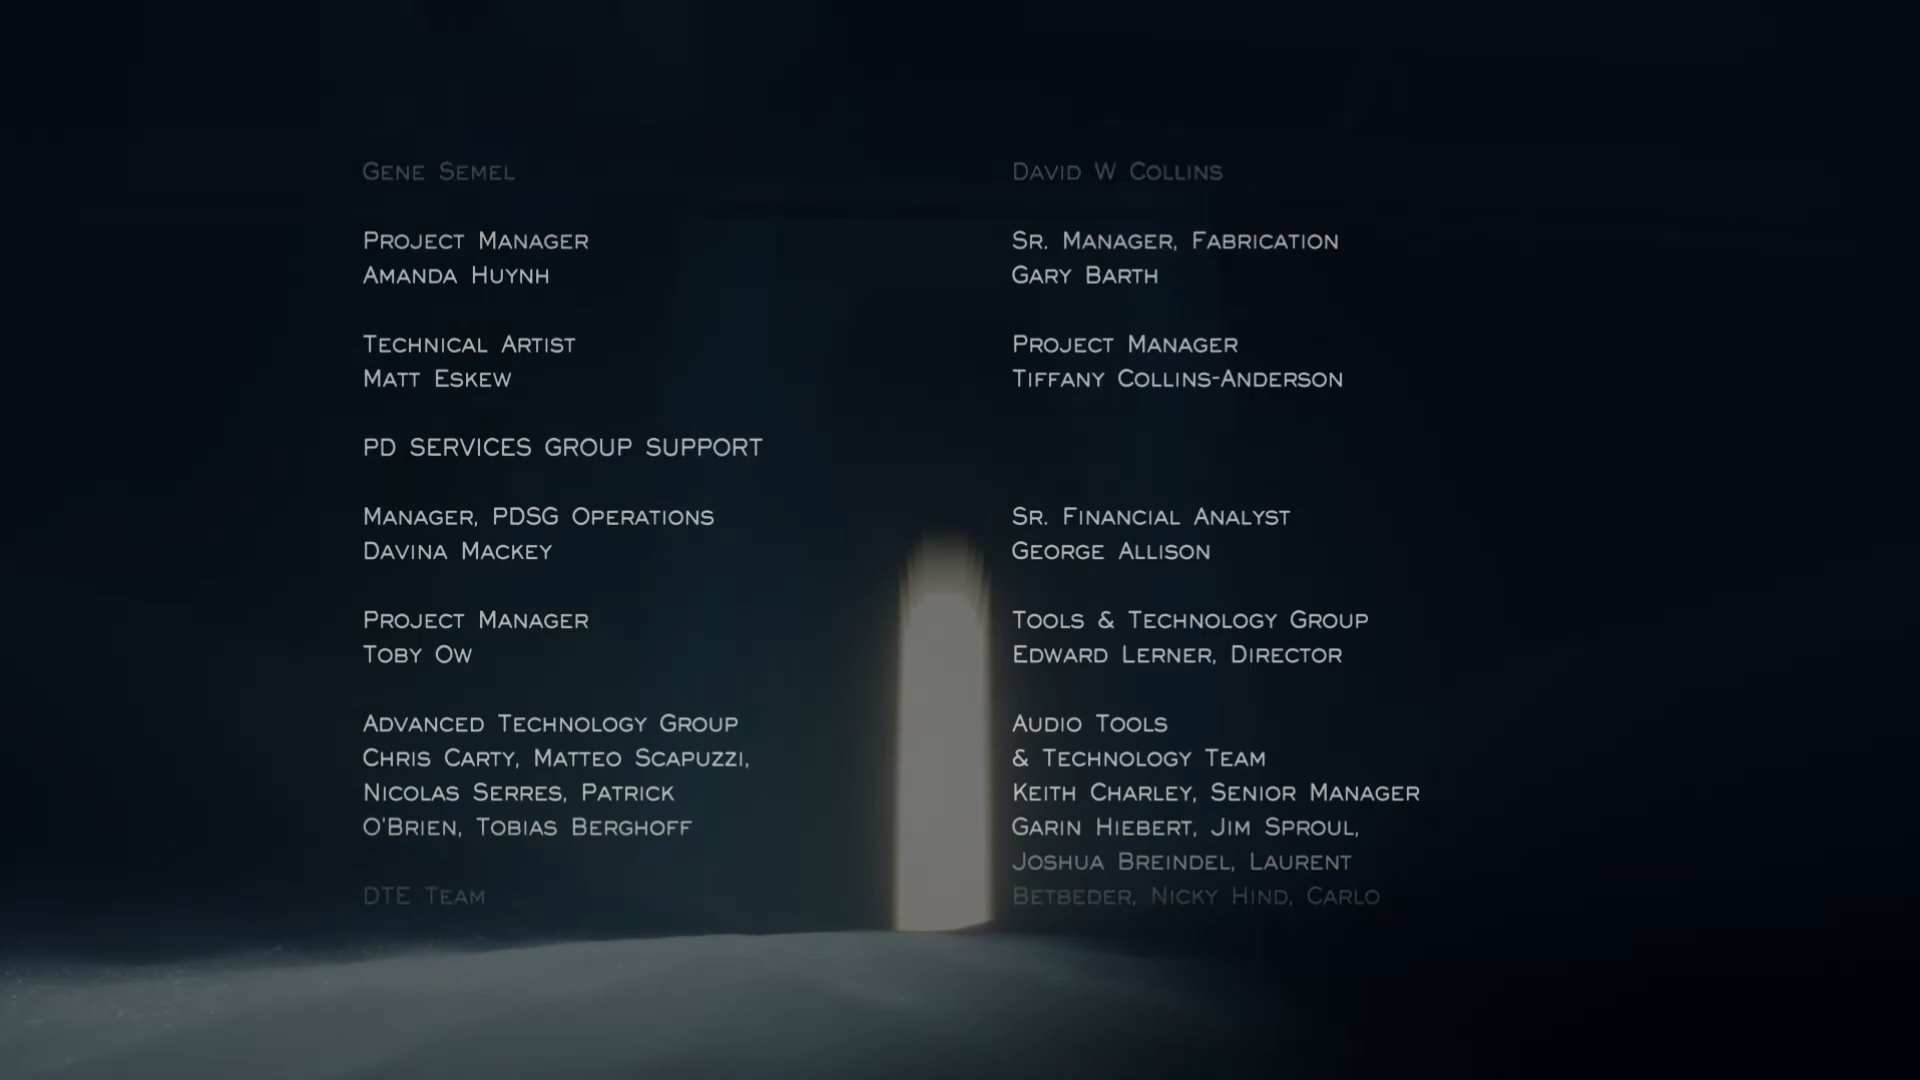 Gene Semel
Project Manager
Amanda Huynh
Technical Artist
Matt Eskew
PD SERVICES GROUP SUPPORT
Manager, PDSG Operations
Davina Mackey
Project Manager
Toby Ow
Advanced Technology Group
Chris Carty, Matteo Scapuzzi,
Nicolas Serres, Patrick
O'Brien, Tobias Berghoff
DTE Team
David W Collins
Sr. Manager, Fabrication
Gary Barth
Project Manager
Tiffany Collins-Anderson
Sr. Financial Analyst
George Allison
Tools & Technology Group
Edward Lerner, Director
Audio Tools
& Technology Team
Keith Charley, Senior Manager
Garin Hiebert, Jim Sproul,
Joshua Breindel, Laurent
Betbeder, Nicky Hind, Carlo